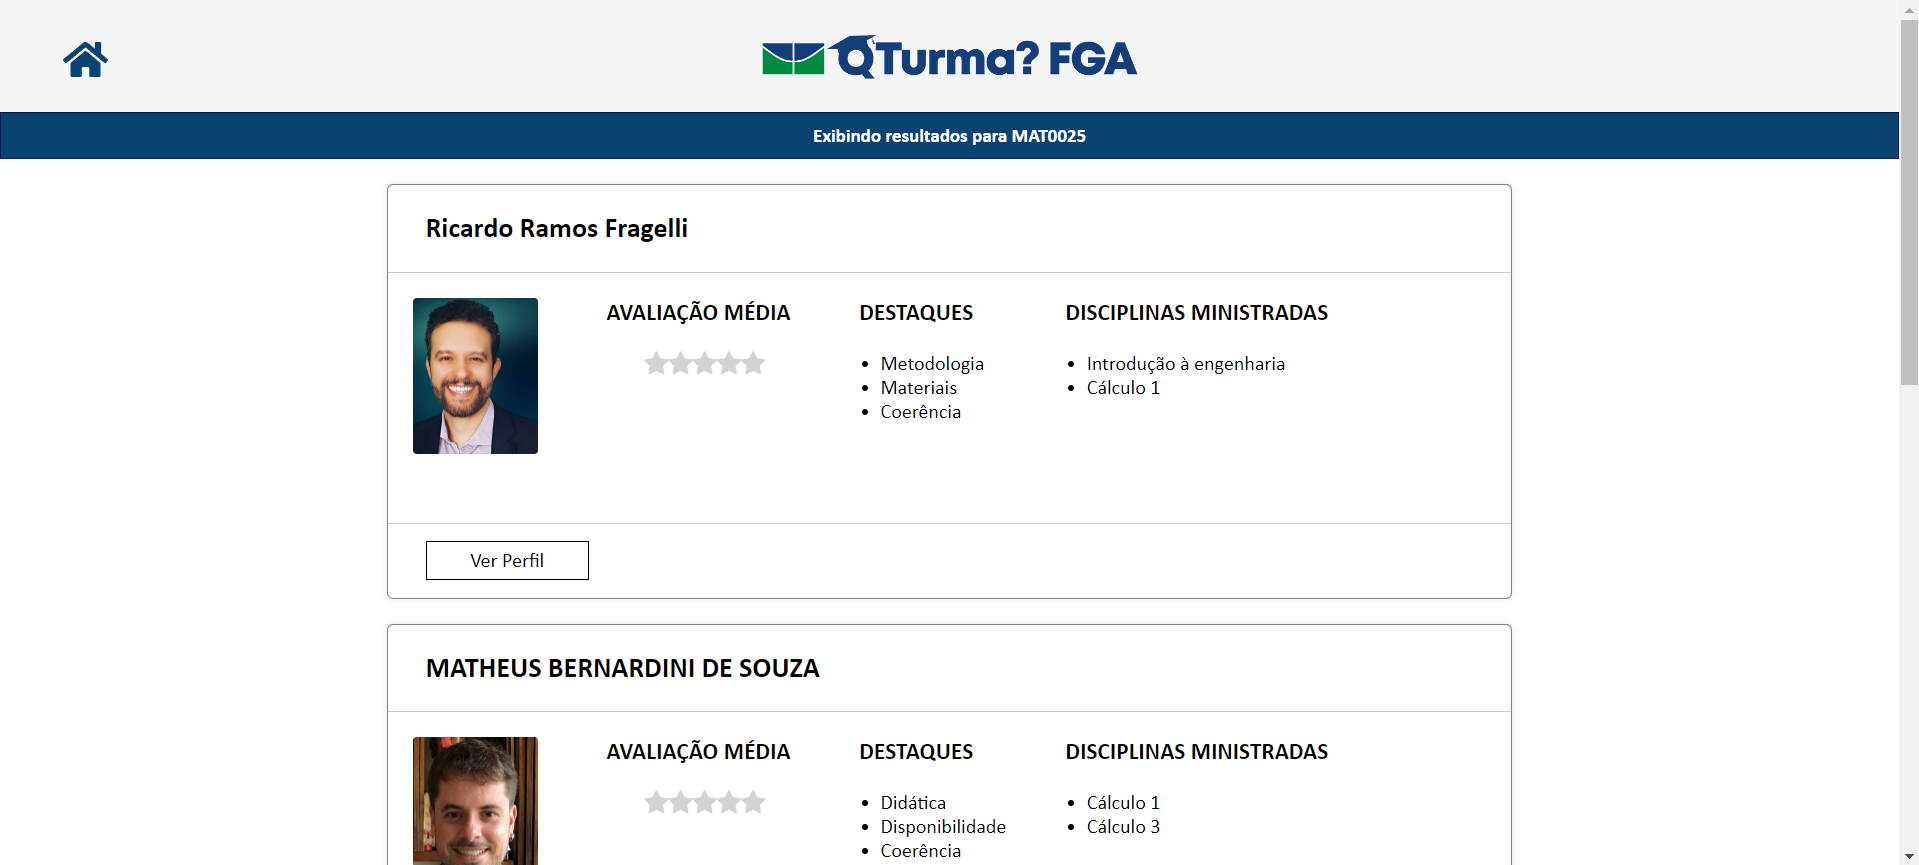 QTurma? FGA
Exibindo resultados para MAT0025
Ricardo Ramos Fragelli
AVALIAÇÃO MÉDIA
DESTAQUES
• Metodologia
• Materiais
• Coerência
DISCIPLINAS MINISTRADAS
• Introdução à engenharia
• Cálculo 1
Ver Perfil
MATHEUS BERNARDINI DE SOUZA
AVALIAÇÃO MÉDIA
DESTAQUES
• Didática
• Disponibilidade
• Coerência
DISCIPLINAS MINISTRADAS
• Cálculo 1
• Cálculo 3